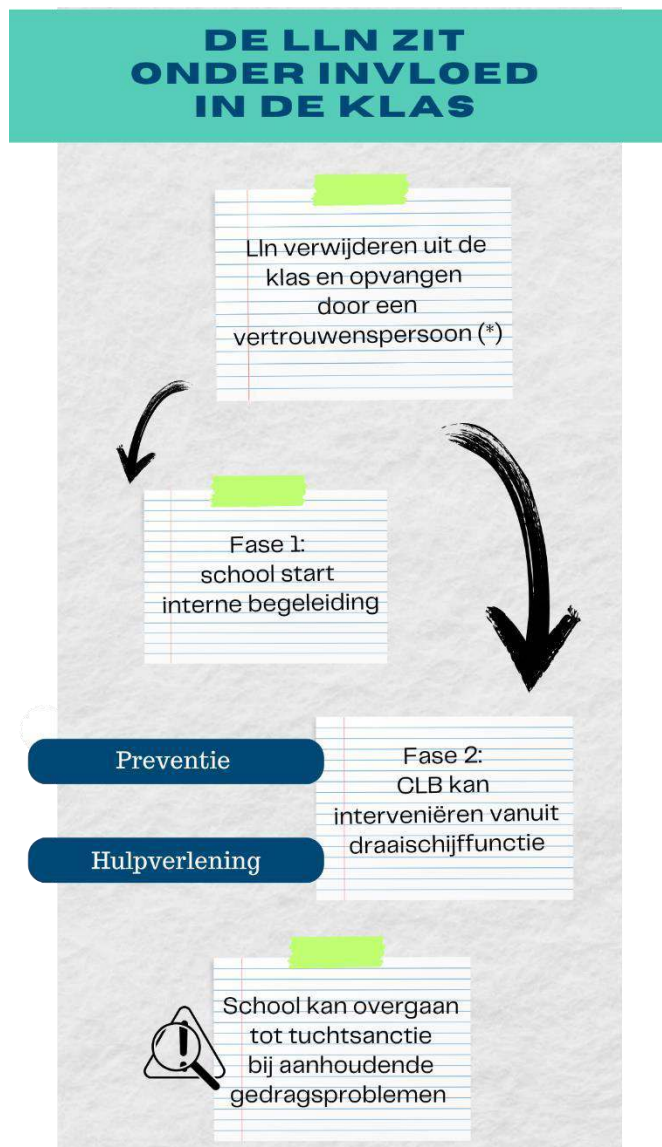 DE LLN ZIT
ONDER INVLOED
IN DE KLAS
Lln verwijderen uit de
klas en opvangen
door een
vertrouwenspersoon (*)
Fase 1:
school start
interne begeleiding
Preventie
Hulpverlening
Fase 2:
CLB kan
interveniëren vanuit
draaischijffunctie
School kan overgaan
tot tuchtsanctie
bij aanhoudende
gedragsproblemen